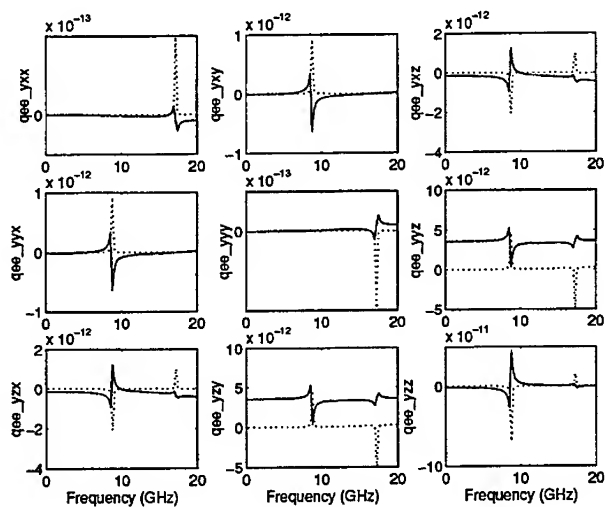 x 10^-13
qee_yxx
0
0 10 20
x 10^-12
qee_yxy
1
0
-1
0 10 20
x 10^-12
qee_yxz
2
0
-2
-4
0 10 20
x 10^-12
qee_yyx
1
0
-1
0 10 20
x 10^-13
qee_yyy
0
0 10 20
x 10^-12
qee_yyz
10
5
0
-5
0 10 20
x 10^-12
qee_yzx
2
0
-2
-4
0 10 20
Frequency (GHz)
x 10^-12
qee_yzy
10
5
0
-5
0 10 20
Frequency (GHz)
x 10^-11
qee_yzz
5
0
-10
0 10 20
Frequency (GHz)